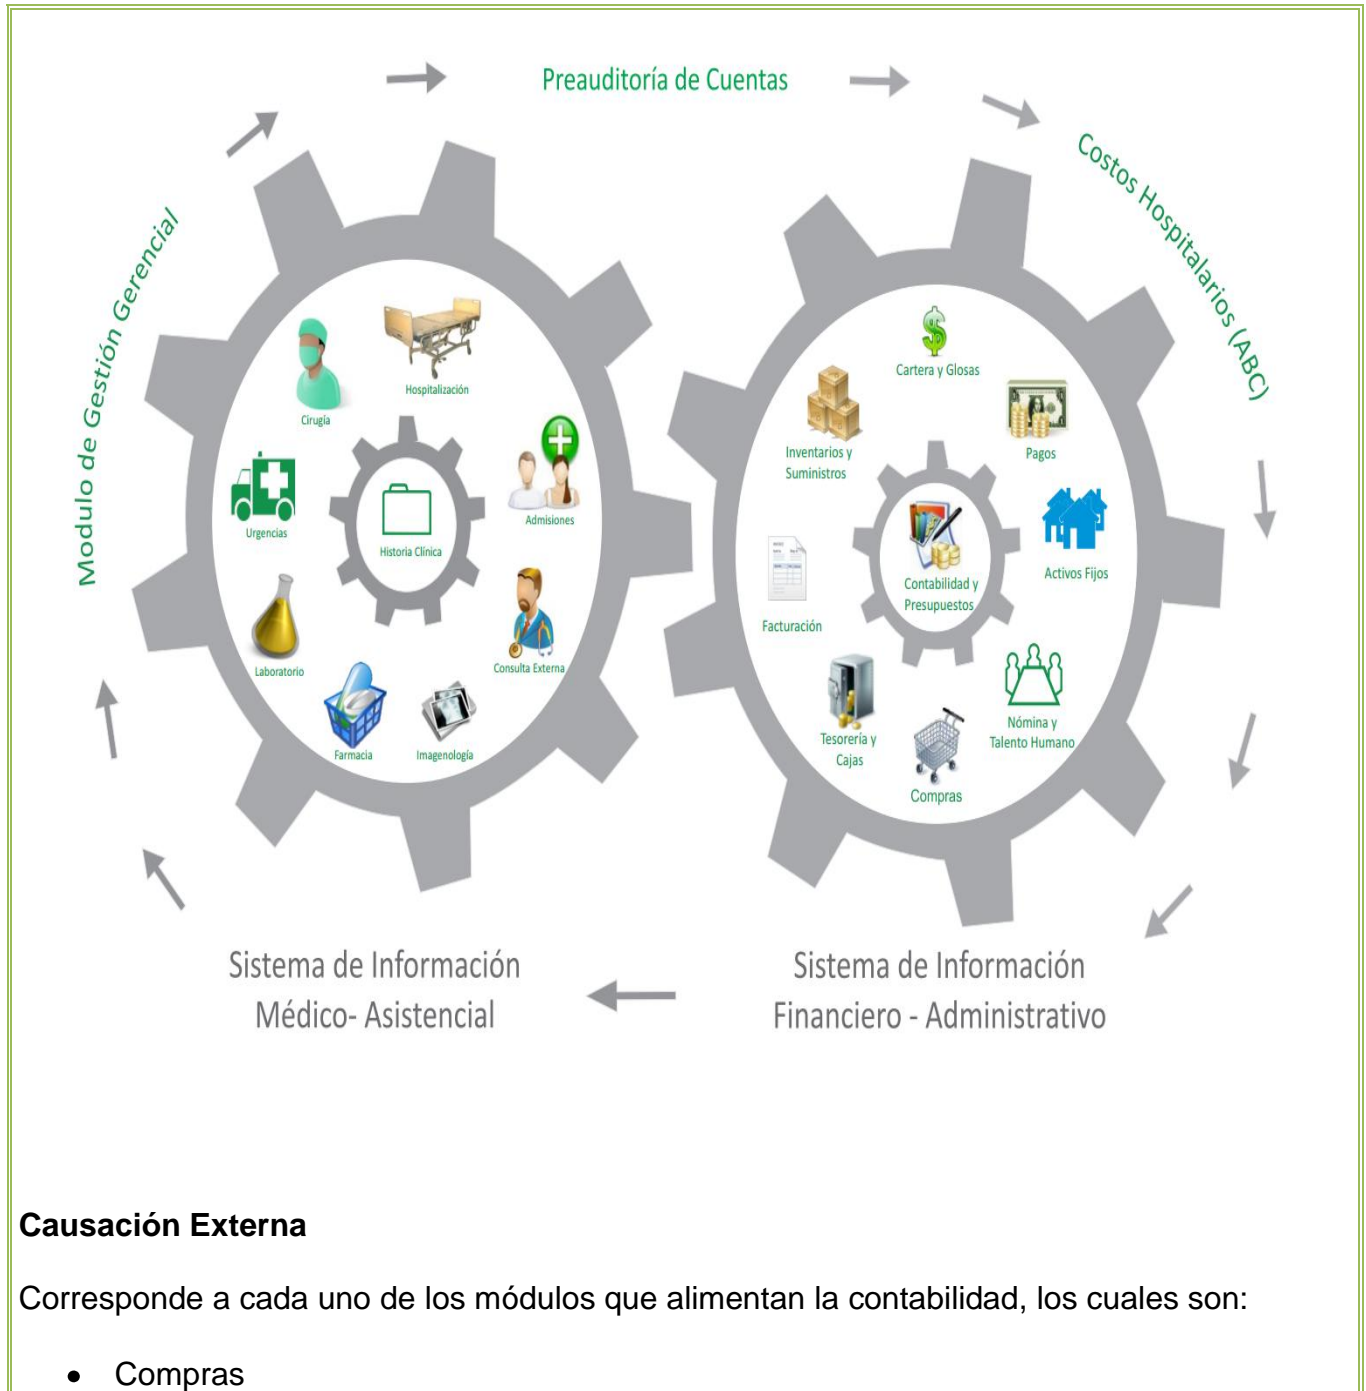 Preauditoría de Cuentas
Modulo de Gestión Gerencial
Costos Hospitalarios (ABC)
Hospitalización
Cirugía
Admisiones
Urgencias
Historia Clínica
Consulta Externa
Laboratorio
Farmacia
Imagenología
Cartera y Glosas
Pagos
Inventarios y
Suministros
Activos Fijos
Contabilidad y
Presupuestos
Facturación
Nómina y
Talento Humano
Tesorería y
Cajas
Compras
Sistema de Información
Médico- Asistencial
Sistema de Información
Financiero - Administrativo
Causación Externa
Corresponde a cada uno de los módulos que alimentan la contabilidad, los cuales son:
• Compras